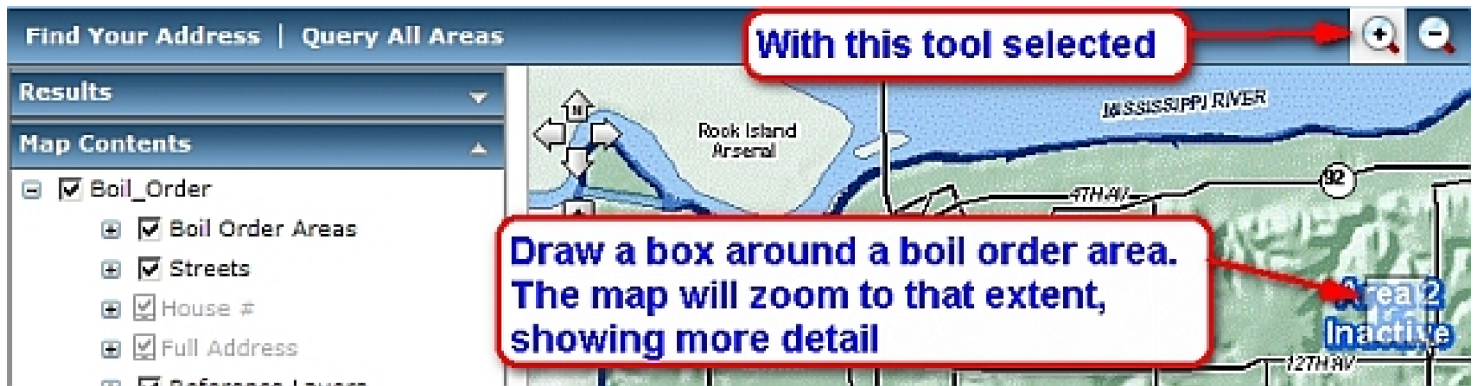 Find Your Address | Query All Areas
With this tool selected
Results
Map Contents
Boil_Order
Boil Order Areas
Streets
House #
Full Address
Reference Layers
N
Rock Island
Arsenal
MISSISSIPPI RIVER
4TH AV
92
Draw a box around a boil order area.
The map will zoom to that extent,
showing more detail
Area 2
Inactive
12TH AV